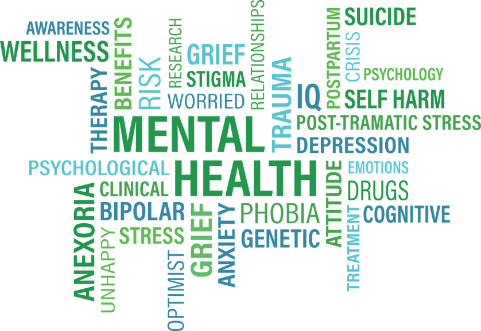 AWARENESS
WELLNESS
THERAPY
BENEFITS
RISK
RESEARCH
GRIEF
STIGMA
WORRIED
RELATIONSHIPS
TRAUMA
IQ
POSTPARTUM
CRISIS
SUICIDE
PSYCHOLOGY
SELF HARM
POST-TRAMATIC STRESS
DEPRESSION
MENTAL
HEALTH
PSYCHOLOGICAL
CLINICAL
BIPOLAR
STRESS
ANEXORIA
UNHAPPY
OPTIMIST
GRIEF
ANXIETY
PHOBIA
GENETIC
ATTITUDE
EMOTIONS
DRUGS
COGNITIVE
TREATMENT